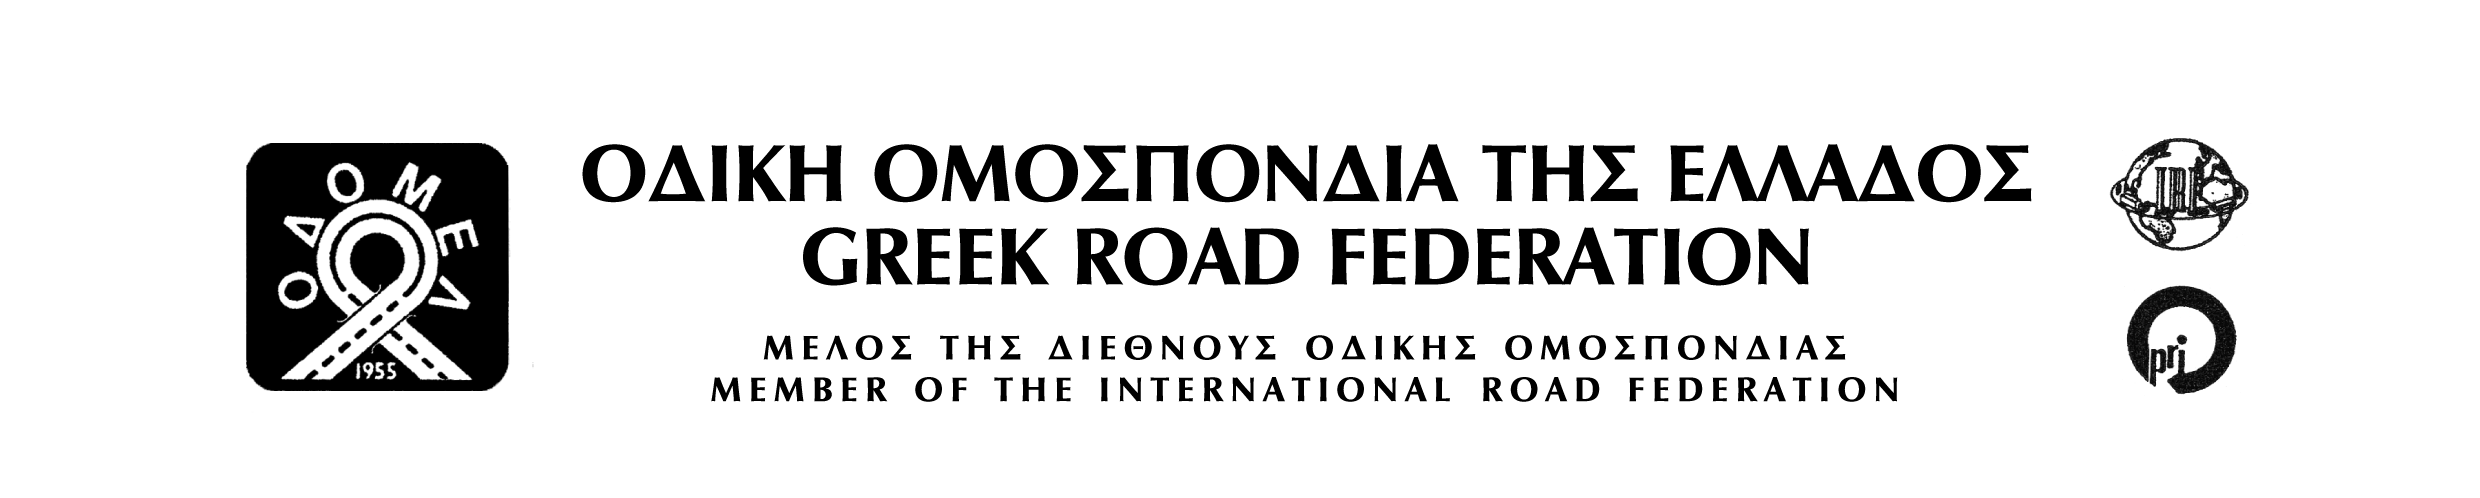 ΟΔΟΜΕΛ
1955
ΟΔΙΚΗ ΟΜΟΣΠΟΝΔΙΑ ΤΗΣ ΕΛΛΑΔΟΣ
GREEK ROAD FEDERATION
ΜΕΛΟΣ ΤΗΣ ΔΙΕΘΝΟΥΣ ΟΔΙΚΗΣ ΟΜΟΣΠΟΝΔΙΑΣ
MEMBER OF THE INTERNATIONAL ROAD FEDERATION
IRF
pri